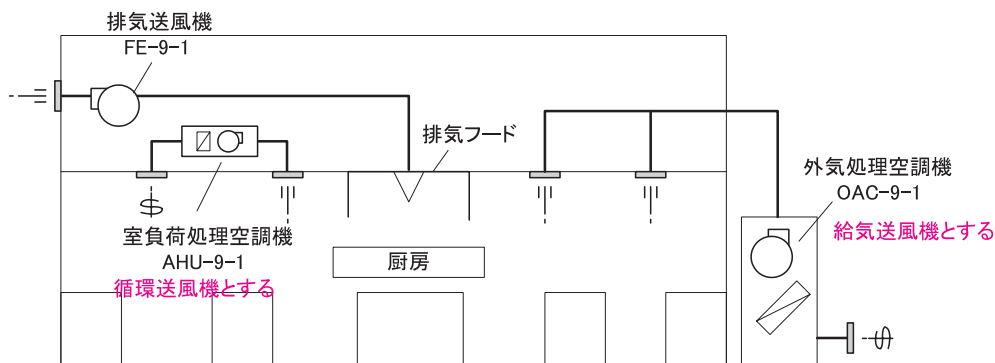 排気送風機
FE-9-1
排気フード
外気処理空調機
OAC-9-1
給気送風機とする
室負荷処理空調機
AHU-9-1
循環送風機とする
厨房